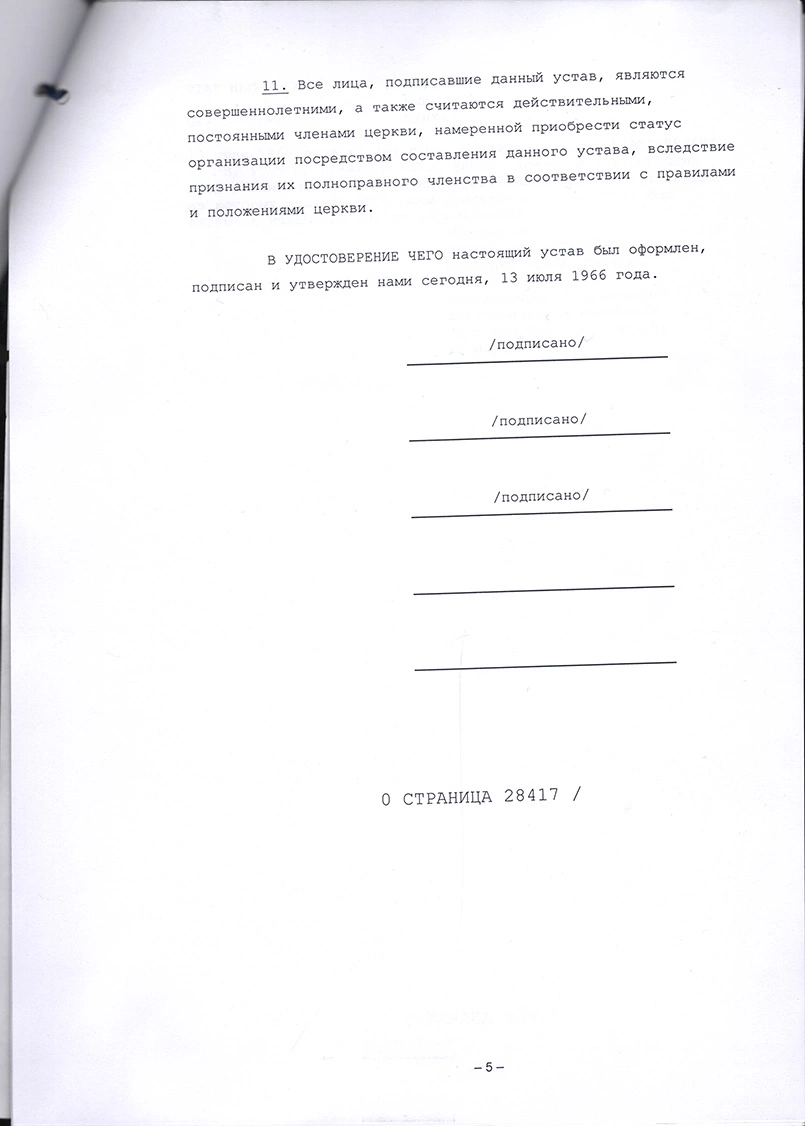 11. Все лица, подписавшие данный устав, являются
совершеннолетними, а также считаются действительными,
постоянными членами церкви, намеренной приобрести статус
организации посредством составления данного устава, вследствие
признания их полноправного членства в соответствии с правилами
и положениями церкви.
В УДОСТОВЕРЕНИЕ ЧЕГО настоящий устав был оформлен,
подписан и утвержден нами сегодня, 13 июля 1966 года.
/подписано/
/подписано/
/подписано/
О СТРАНИЦА 28417 /
–5–